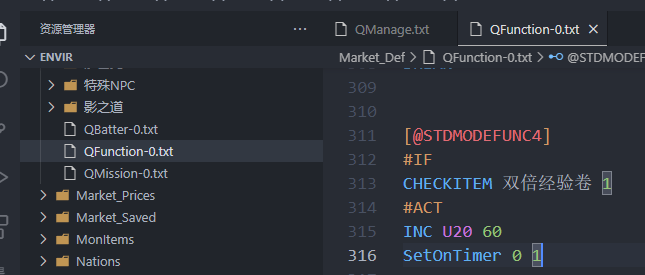 资源管理器
QManage.txt
QFunction-0.txt
ENVIR
Market_Def > QFunction-0.txt > @STDMODEF
特殊NPC
影之道
QBatter-0.txt
QFunction-0.txt
QMission-0.txt
Market_Prices
Market_Saved
MonItems
Nations
309
310
311 [@STDMODEFUNC4]
312 #IF
313 CHECKITEM 双倍经验卷 1
314 #ACT
315 INC U20 60
316 SetOnTimer 0 1